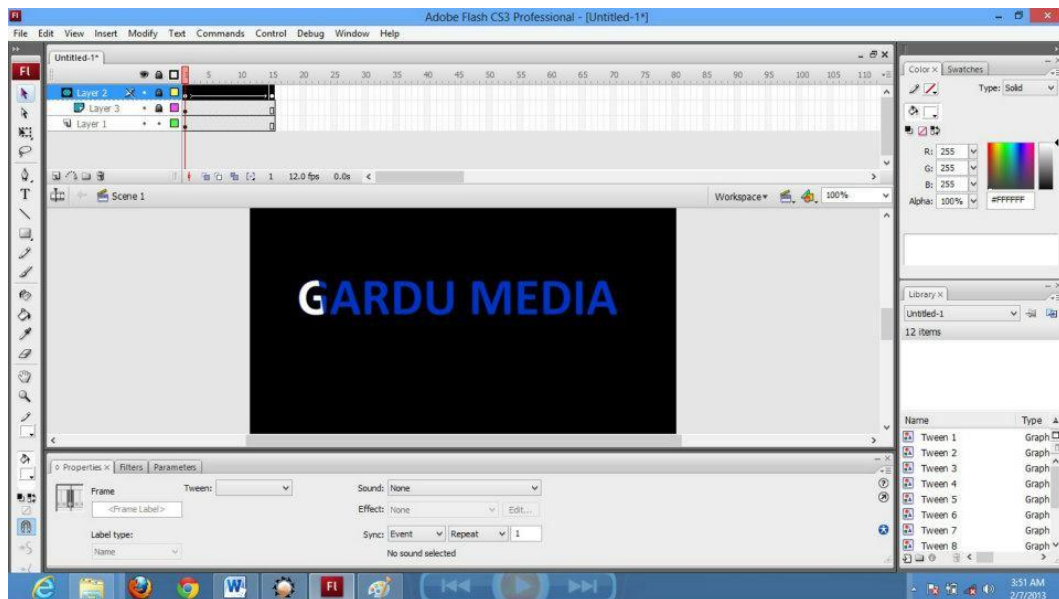 Fl
Adobe Flash CS3 Professional - [Untitled-1*]
File Edit View Insert Modify Text Commands Control Debug Window Help
Untitled-1*
Fl
5 10 15 20 25 30 35 40 45 50 55 60 65 70 75 80 85 90 95 100 105 110
Layer 2
Layer 3
Layer 1
1 12.0 fps 0.0s
Scene 1
Workspace 100%
GARDU MEDIA
T
Color x Swatches
Type: Solid
R: 255
G: 255
B: 255
Alpha: 100% #FFFFFF
Library x
Untitled-1
12 items
Name Type
Tween 1 Graph
Tween 2 Graph
Tween 3 Graph
Tween 4 Graph
Tween 5 Graph
Tween 6 Graph
Tween 7 Graph
Tween 8 Graph
Properties x Filters Parameters
Frame Tween: Sound: None
<Frame Label> Effect: None Edit...
Label type: Sync: Event Repeat 1
Name No sound selected
W Fl
3:51 AM
2/7/2013